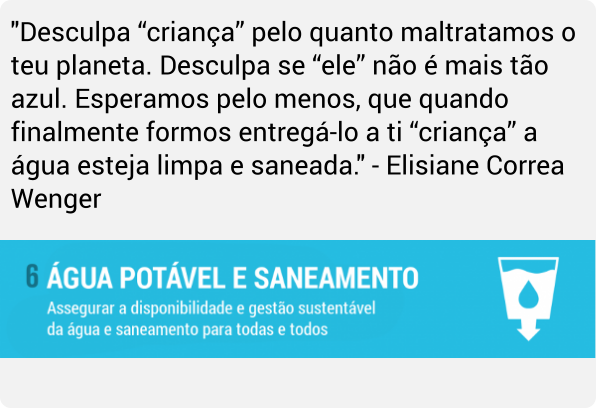 "Desculpa “criança” pelo quanto maltratamos o
teu planeta. Desculpa se “ele” não é mais tão
azul. Esperamos pelo menos, que quando
finalmente formos entregá-lo a ti “criança” a
água esteja limpa e saneada." - Elisiane Correa
Wenger
6 ÁGUA POTÁVEL E SANEAMENTO
Assegurar a disponibilidade e gestão sustentável
da água e saneamento para todas e todos